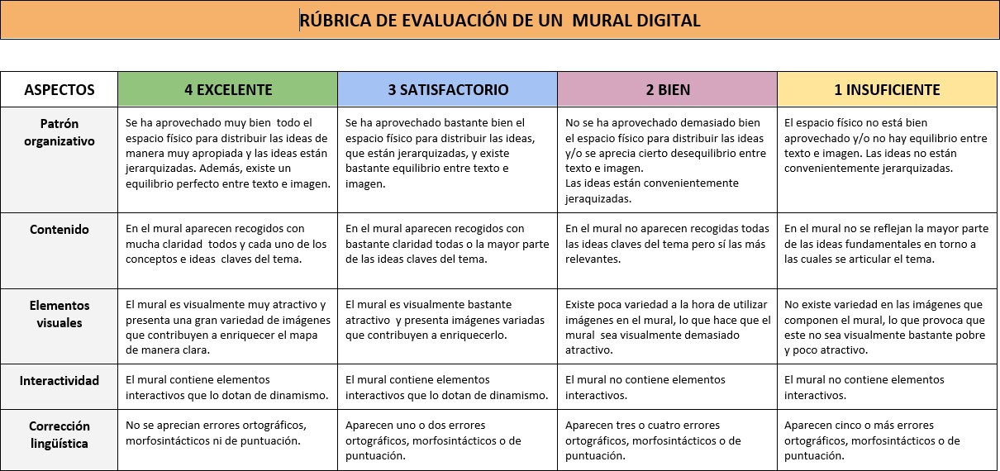 RÚBRICA DE EVALUACIÓN DE UN MURAL DIGITAL
ASPECTOS
4 EXCELENTE
3 SATISFACTORIO
2 BIEN
1 INSUFICIENTE
Patrón
organizativo
Se ha aprovechado muy bien todo el
espacio físico para distribuir las ideas de
manera muy apropiada y las ideas están
jerarquizadas. Además, existe un
equilibrio perfecto entre texto e imagen.
Se ha aprovechado bastante bien el
espacio físico para distribuir las ideas,
que están jerarquizadas, y existe
bastante equilibrio entre texto e
imagen.
No se ha aprovechado demasiado bien
el espacio físico para distribuir las ideas
y/o se aprecia cierto desequilibrio entre
texto e imagen.
Las ideas están convenientemente
jeraquizadas.
El espacio físico no está bien
aprovechado y/o no hay equilibrio entre
texto e imagen. Las ideas no están
convenientemente jerarquizadas.
Contenido
En el mural aparecen recogidos con
mucha claridad todos y cada uno de los
conceptos e ideas claves del tema.
En el mural aparecen recogidos con
bastante claridad todas o la mayor parte
de las ideas claves del tema.
En el mural no aparecen recogidas todas
las ideas claves del tema pero sí las más
relevantes.
En el mural no se reflejan la mayor parte
de las ideas fundamentales en torno a
las cuales se articular el tema.
Elementos
visuales
El mural es visualmente muy atractivo y
presenta una gran variedad de imágenes
que contribuyen a enriquecer el mapa
de manera clara.
El mural es visualmente bastante
atractivo y presenta imágenes variadas
que contribuyen a enriquecerlo.
Existe poca variedad a la hora de utilizar
imágenes en el mural, lo que hace que el
mural sea visualmente demasiado
atractivo.
No existe variedad en las imágenes que
componen el mural, lo que provoca que
este no sea visualmente bastante pobre
y poco atractivo.
Interactividad
El mural contiene elementos
interactivos que lo dotan de dinamismo.
El mural contiene elementos
interactivos que lo dotan de dinamismo.
El mural no contiene elementos
interactivos.
El mural no contiene elementos
interactivos.
Corrección
lingüística
No se aprecian errores ortográficos,
morfosintácticos ni de puntuación.
Aparecen uno o dos errores
ortográficos, morfosintácticos o de
puntuación.
Aparecen tres o cuatro errores
ortográficos, morfosintácticos o de
puntuación.
Aparecen cinco o más errores
ortográficos, morfosintácticos o de
puntuación.